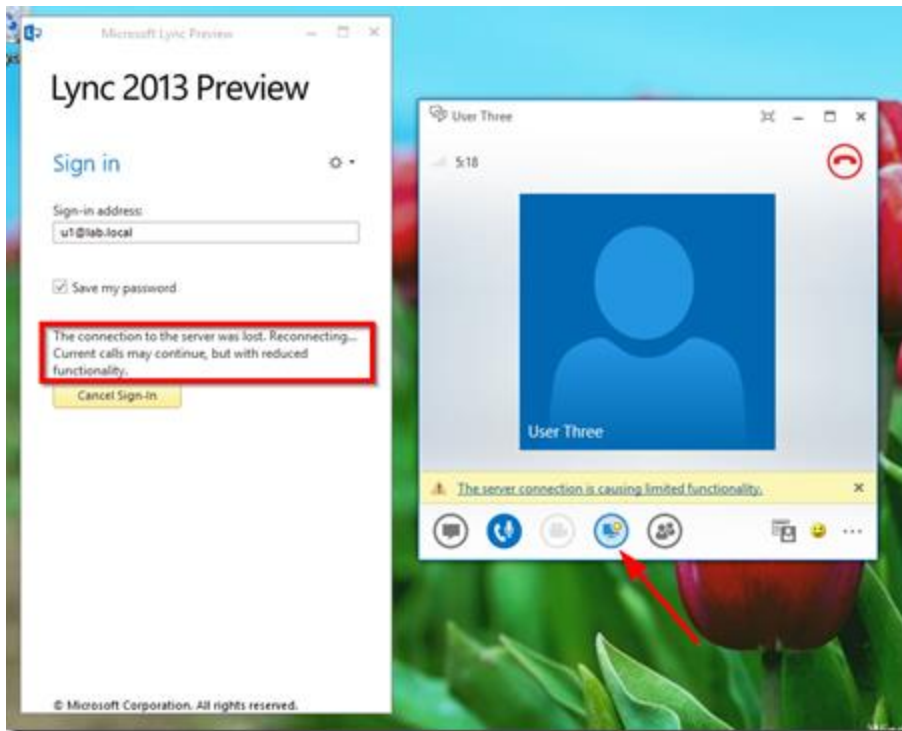 Microsoft Lync Preview
Lync 2013 Preview
Sign in
Sign-in address:
u1@lab.local
Save my password
The connection to the server was lost. Reconnecting...
Current calls may continue, but with reduced
functionality.
Cancel Sign-In
© Microsoft Corporation. All rights reserved.
User Three
5:18
User Three
The server connection is causing limited functionality.